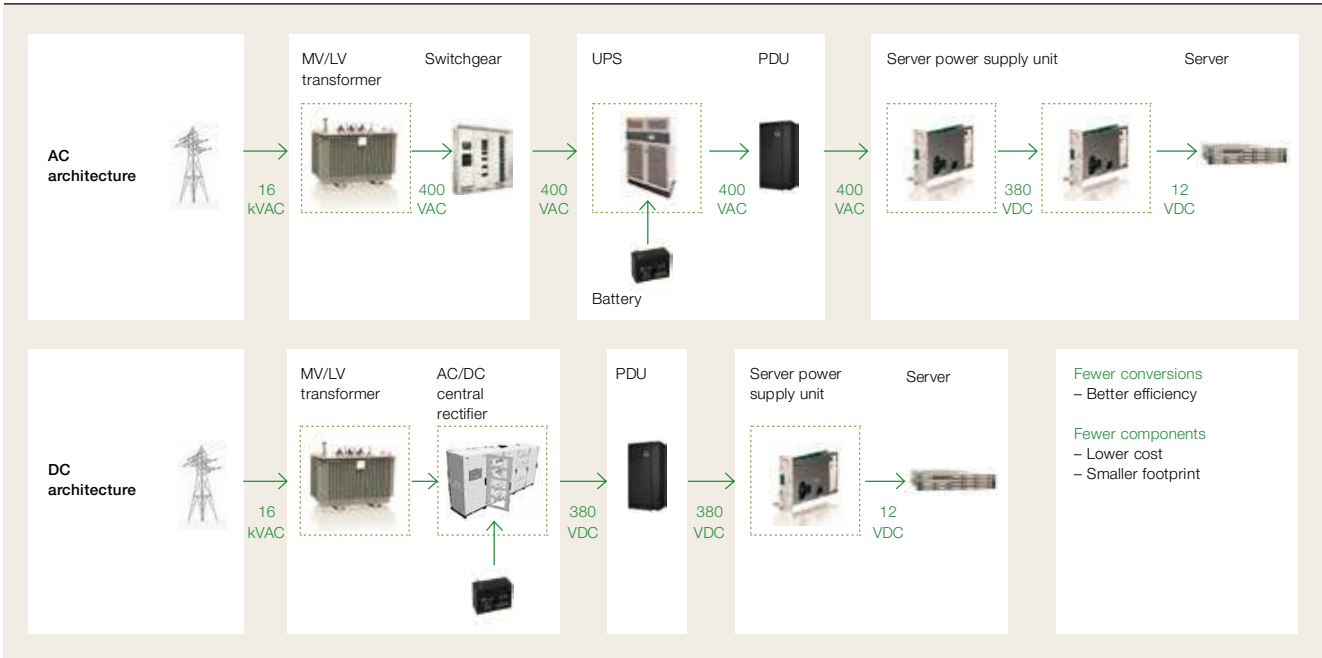 AC
architecture
16
kVAC
MV/LV
transformer
400
VAC
Switchgear
400
VAC
UPS
Battery
400
VAC
PDU
400
VAC
Server power supply unit
380
VDC
12
VDC
Server
DC
architecture
16
kVAC
MV/LV
transformer
AC/DC
central
rectifier
380
VDC
PDU
380
VDC
Server power
supply unit
12
VDC
Server
Fewer conversions
– Better efficiency
Fewer components
– Lower cost
– Smaller footprint